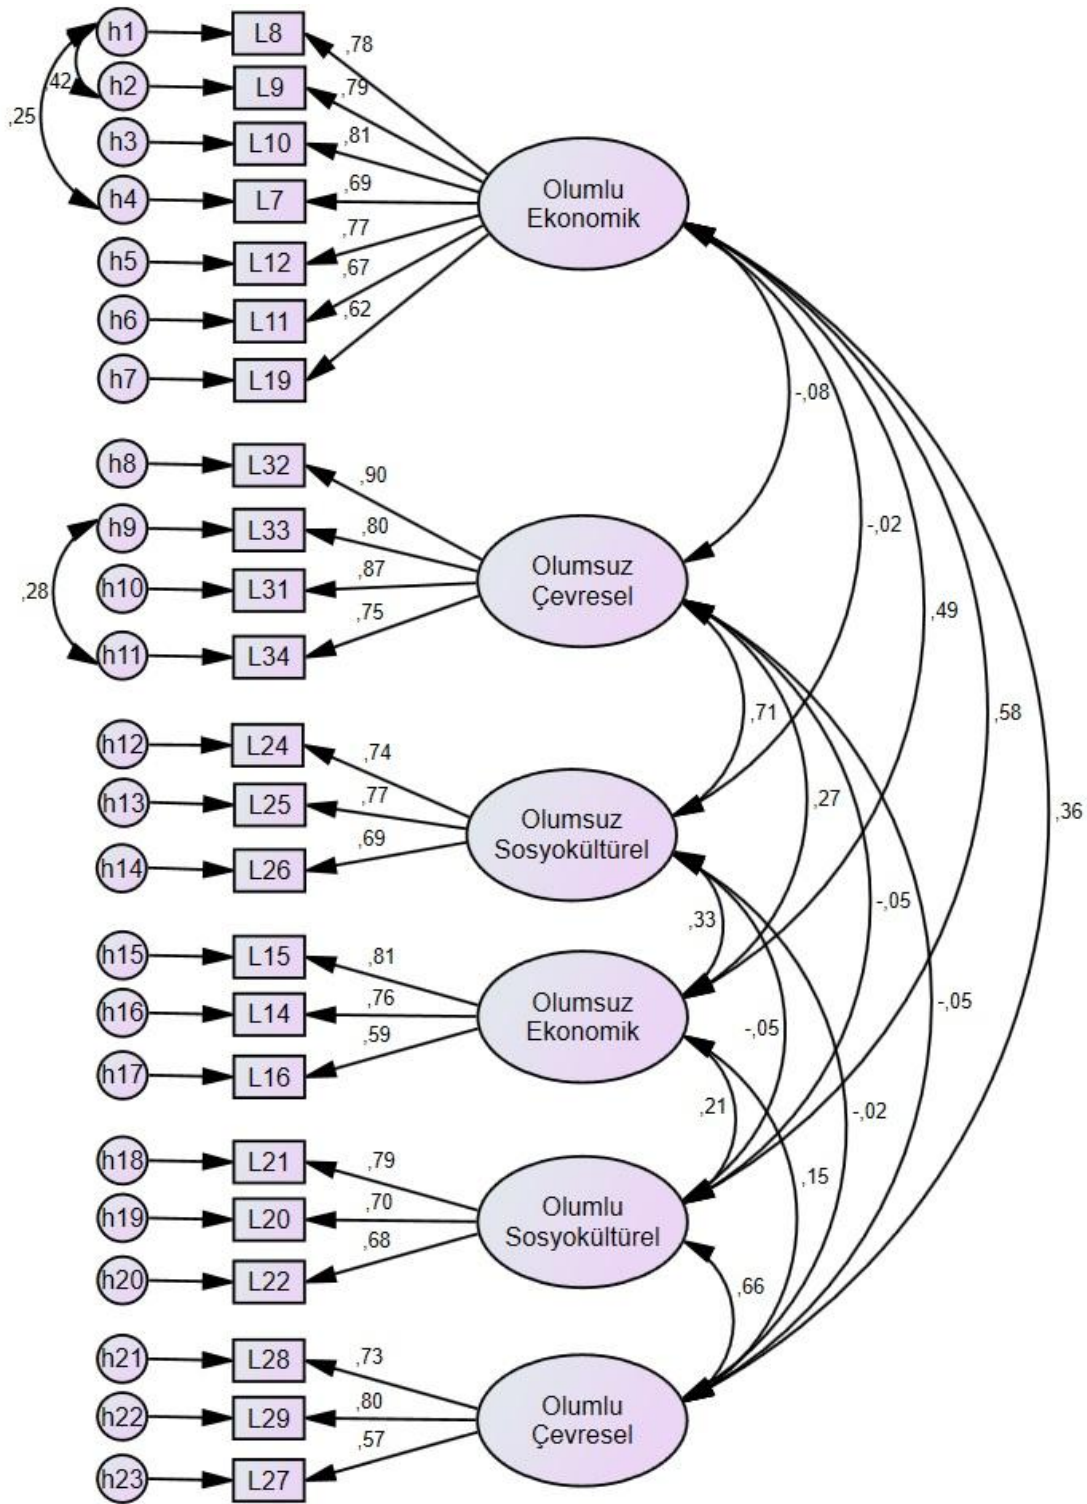 h1
L8
,78
,42
h2
L9
,79
,25
h3
L10
,81
h4
L7
,69
Olumlu
Ekonomik
h5
L12
,77
h6
L11
,67
h7
L19
,62
-,08
h8
L32
,90
-,02
h9
L33
,80
,28
h10
L31
,87
Olumsuz
Çevresel
,49
h11
L34
,75
,71
,58
h12
L24
,74
h13
L25
,77
,27
,36
h14
L26
,69
Olumsuz
Sosyokültürel
,33
-,05
h15
L15
,81
h16
L14
,76
Olumsuz
Ekonomik
-,05
-,05
h17
L16
,59
,21
-,02
h18
L21
,79
,15
h19
L20
,70
Olumlu
Sosyokültürel
h20
L22
,68
,66
h21
L28
,73
h22
L29
,80
Olumlu
Çevresel
h23
L27
,57